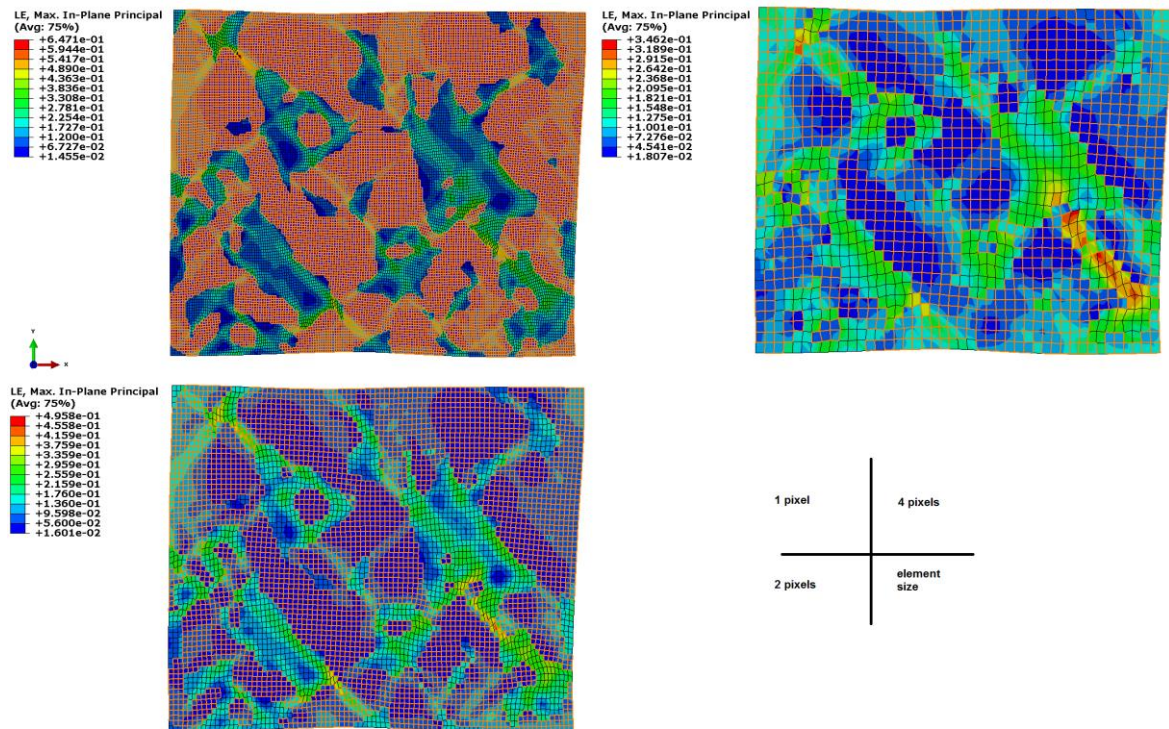 LE, Max. In-Plane Principal
(Avg: 75%)
+6.471e-01
+5.944e-01
+5.417e-01
+4.890e-01
+4.363e-01
+3.836e-01
+3.308e-01
+2.781e-01
+2.254e-01
+1.727e-01
+1.200e-01
+6.727e-02
+1.455e-02
LE, Max. In-Plane Principal
(Avg: 75%)
+3.462e-01
+3.189e-01
+2.915e-01
+2.642e-01
+2.368e-01
+2.095e-01
+1.821e-01
+1.548e-01
+1.275e-01
+1.001e-01
+7.276e-02
+4.541e-02
+1.807e-02
Y
X
LE, Max. In-Plane Principal
(Avg: 75%)
+4.958e-01
+4.558e-01
+4.159e-01
+3.759e-01
+3.359e-01
+2.959e-01
+2.559e-01
+2.159e-01
+1.760e-01
+1.360e-01
+9.598e-02
+5.600e-02
+1.601e-02
1 pixel
4 pixels
2 pixels
element
size